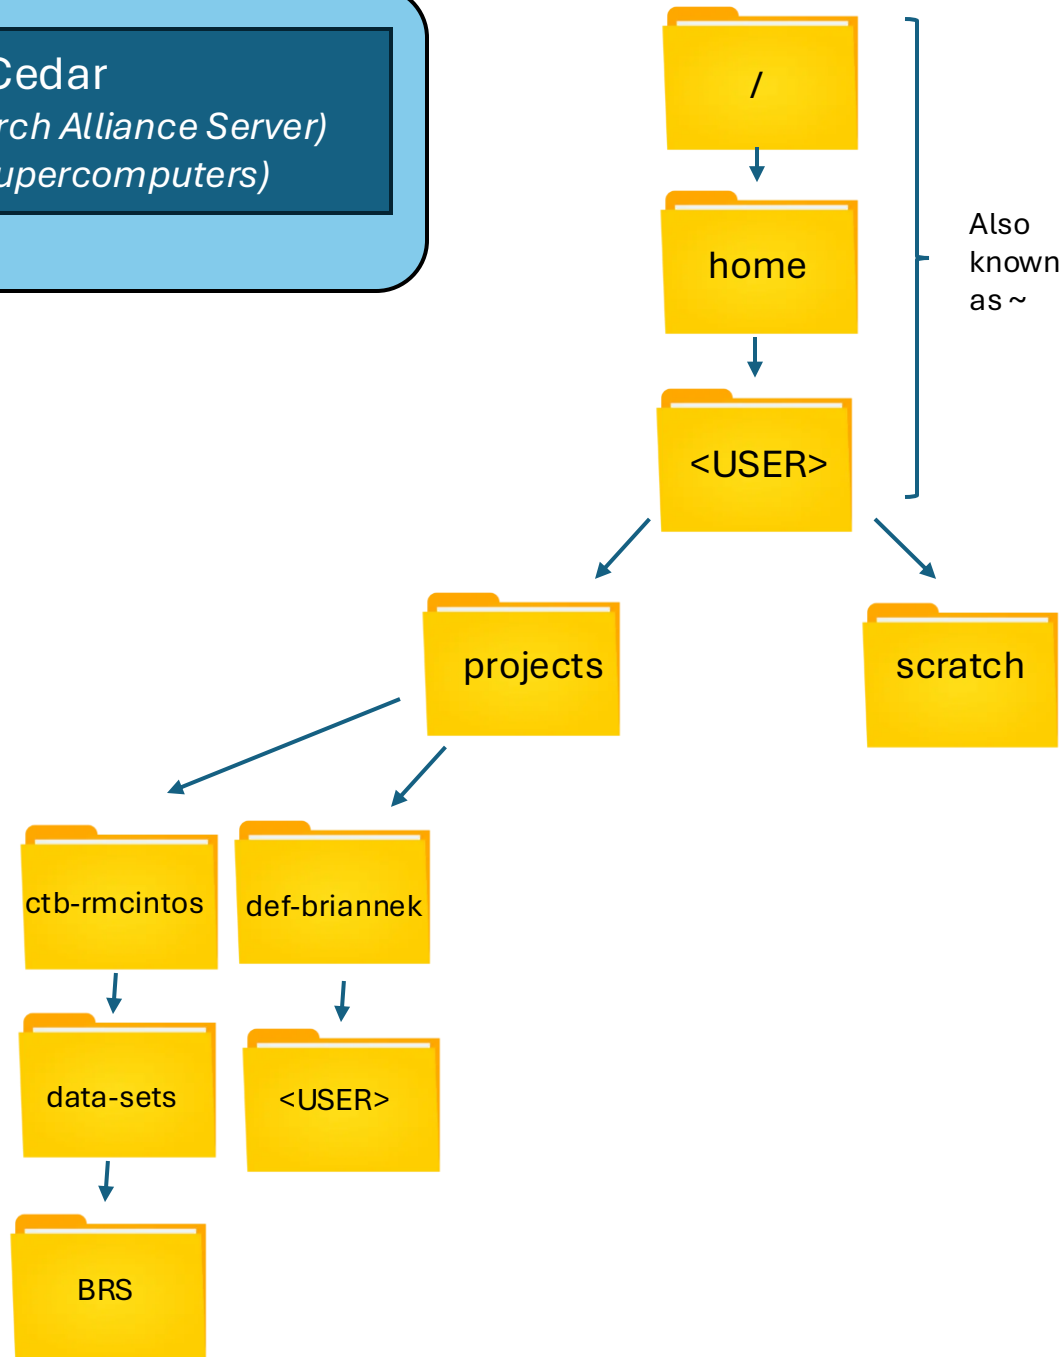 Cedar
rch Alliance Server)
upercomputers)
/
home
Also
known
as ~
<USER>
projects
scratch
ctb-rmcintos
def-briannek
data-sets
<USER>
BRS